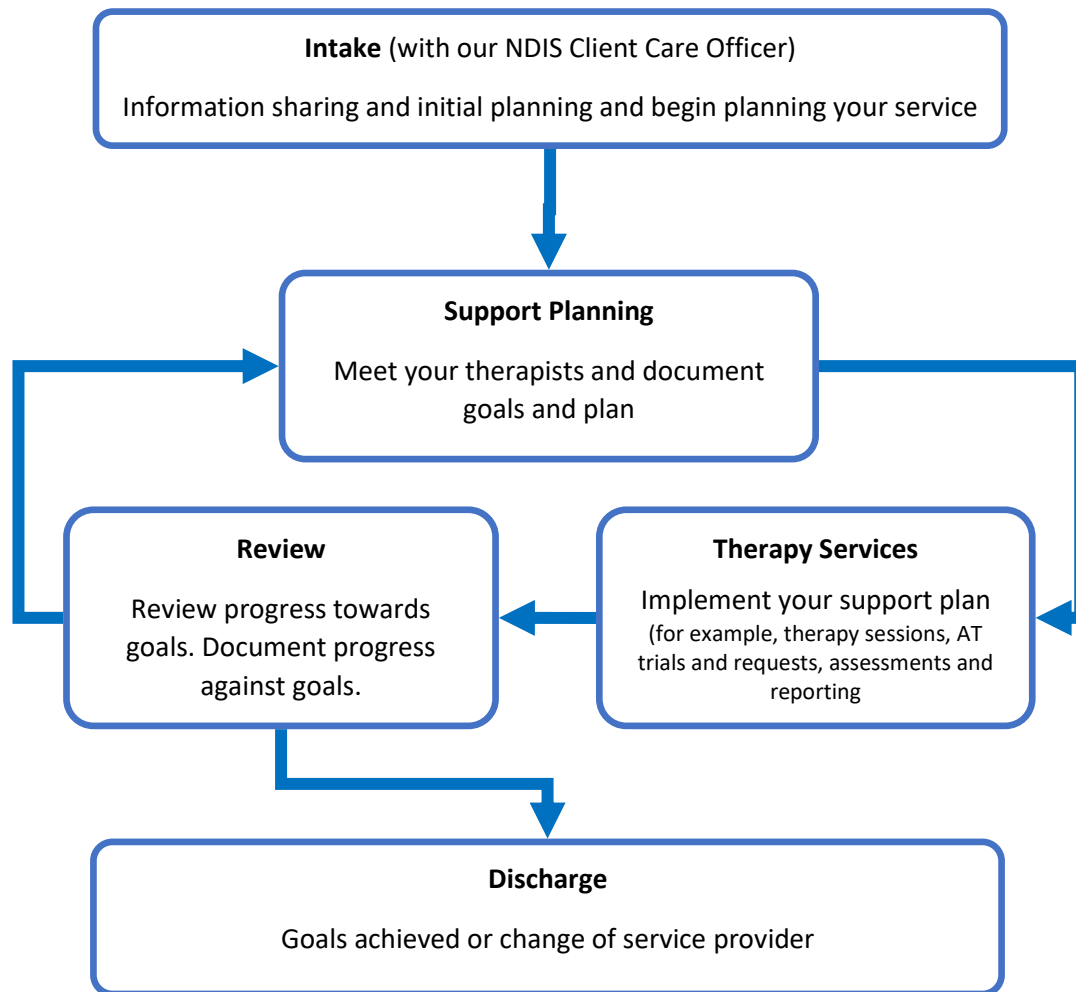 Intake (with our NDIS Client Care Officer)
Information sharing and initial planning and begin planning your service
Support Planning
Meet your therapists and document
goals and plan
Review
Review progress towards
goals. Document progress
against goals.
Therapy Services
Implement your support plan
(for example, therapy sessions, AT
trials and requests, assessments and
reporting
Discharge
Goals achieved or change of service provider